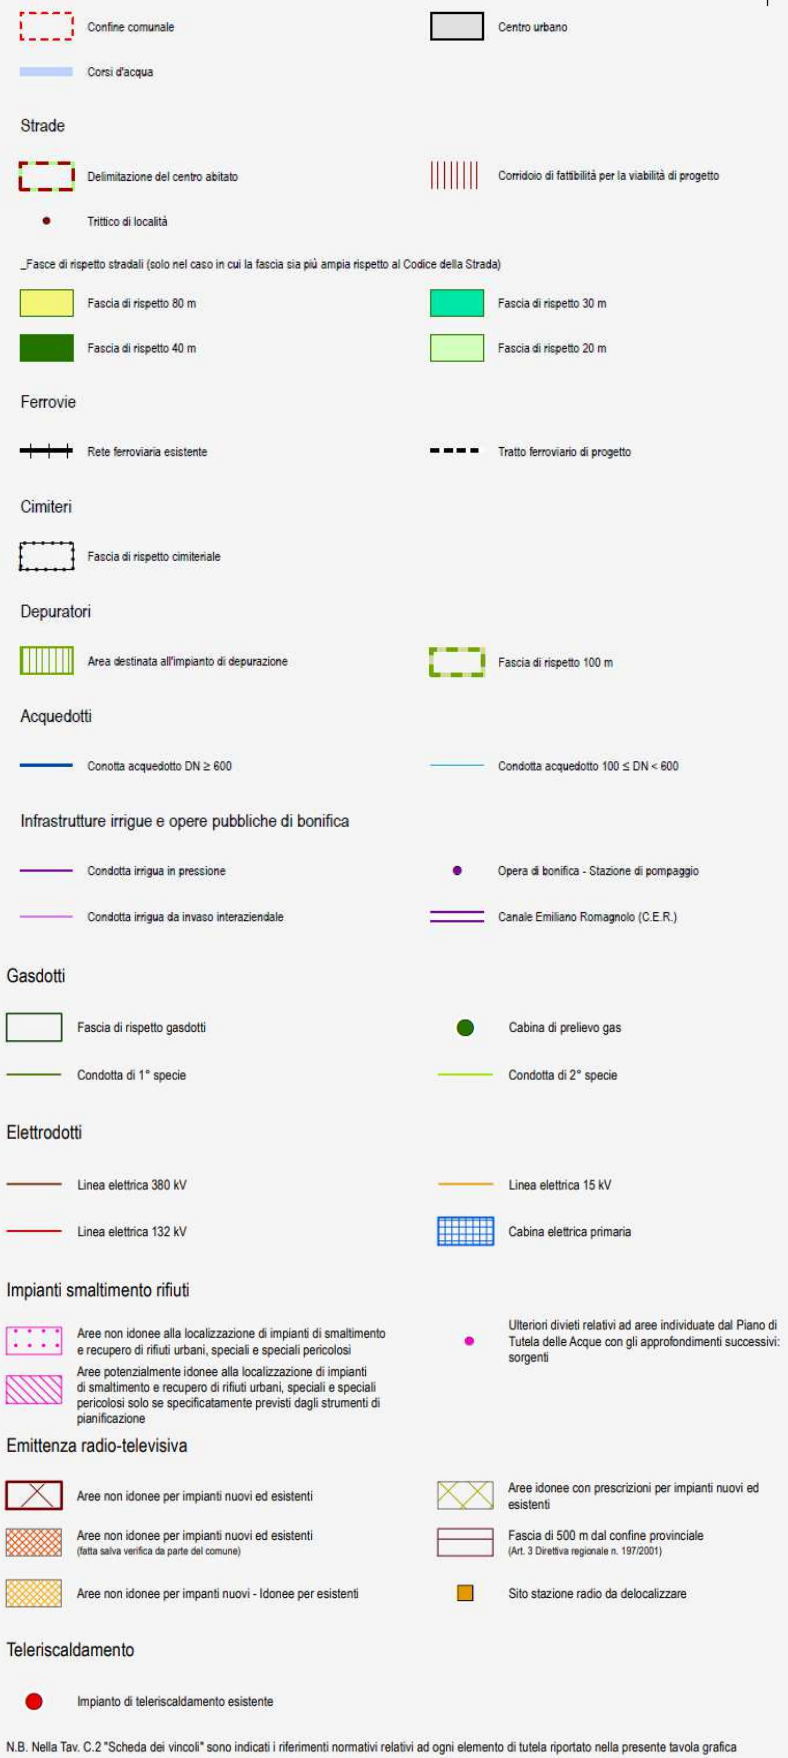 Confine comunale
Centro urbano
Corsi d'acqua
Strade
Delimitazione del centro abitato
Corridoio di fattibilità per la viabilità di progetto
Trittico di località
_Fasce di rispetto stradali (solo nel caso in cui la fascia sia più ampia rispetto al Codice della Strada)
Fascia di rispetto 80 m
Fascia di rispetto 30 m
Fascia di rispetto 40 m
Fascia di rispetto 20 m
Ferrovie
Rete ferroviaria esistente
Tratto ferroviario di progetto
Cimiteri
Fascia di rispetto cimiteriale
Depuratori
Area destinata all'impianto di depurazione
Fascia di rispetto 100 m
Acquedotti
Conotta acquedotto DN ≥ 600
Condotta acquedotto 100 ≤ DN < 600
Infrastrutture irrigue e opere pubbliche di bonifica
Condotta irrigua in pressione
Opera di bonifica - Stazione di pompaggio
Condotta irrigua da invaso interaziendale
Canale Emiliano Romagnolo (C.E.R.)
Gasdotti
Fascia di rispetto gasdotti
Cabina di prelievo gas
Condotta di 1° specie
Condotta di 2° specie
Elettrodotti
Linea elettrica 380 kV
Linea elettrica 15 kV
Linea elettrica 132 kV
Cabina elettrica primaria
Impianti smaltimento rifiuti
Aree non idonee alla localizzazione di impianti di smaltimento
e recupero di rifiuti urbani, speciali e speciali pericolosi
Ulteriori divieti relativi ad aree individuate dal Piano di
Tutela delle Acque con gli approfondimenti successivi:
sorgenti
Aree potenzialmente idonee alla localizzazione di impianti
di smaltimento e recupero di rifiuti urbani, speciali e speciali
pericolosi solo se specificatamente previsti dagli strumenti di
pianificazione
Emittenza radio-televisiva
Aree non idonee per impianti nuovi ed esistenti
Aree idonee con prescrizioni per impianti nuovi ed
esistenti
Aree non idonee per impianti nuovi ed esistenti
(fatta salva verifica da parte del comune)
Fascia di 500 m dal confine provinciale
(Art. 3 Direttiva regionale n. 197/2001)
Aree non idonee per impanti nuovi - Idonee per esistenti
Sito stazione radio da delocalizzare
Teleriscaldamento
Impianto di teleriscaldamento esistente
N.B. Nella Tav. C.2 "Scheda dei vincoli" sono indicati i riferimenti normativi relativi ad ogni elemento di tutela riportato nella presente tavola grafica